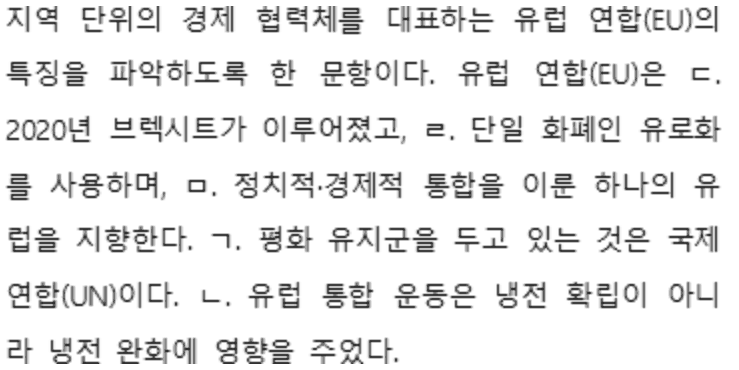 지역 단위의 경제 협력체를 대표하는 유럽 연합(EU)의
특징을 파악하도록 한 문항이다. 유럽 연합(EU)은 ㄷ.
2020년 브렉시트가 이루어졌고, ㄹ. 단일 화폐인 유로화
를 사용하며, ㅁ. 정치적·경제적 통합을 이룬 하나의 유
럽을 지향한다. ㄱ. 평화 유지군을 두고 있는 것은 국제
연합(UN)이다. ㄴ. 유럽 통합 운동은 냉전 확립이 아니
라 냉전 완화에 영향을 주었다.